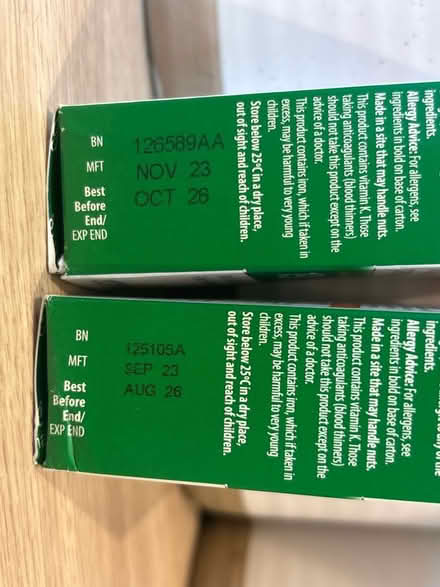 BN
126589AA
MFT
NOV 23
Best
Before
End/
EXP END
OCT 26
ingredients.
Allergy Advice: For allergens, see
ingredients in bold on base of carton.
Made in a site that may handle nuts.
This product contains vitamin K. Those
taking anticoagulants (blood thinners)
should not take this product except on the
advice of a doctor.
This product contains iron, which if taken in
excess, may be harmful to very young
children.
Store below 25°C in a dry place,
out of sight and reach of children.
BN
125105A
MFT
SEP 23
Best
Before
End/
EXP END
AUG 26
ingredients.
Allergy Advice: For allergens, see
ingredients in bold on base of carton.
Made in a site that may handle nuts.
This product contains vitamin K. Those
taking anticoagulants (blood thinners)
should not take this product except on the
advice of a doctor.
This product contains iron, which if taken in
excess, may be harmful to very young
children.
Store below 25°C in a dry place,
out of sight and reach of children.